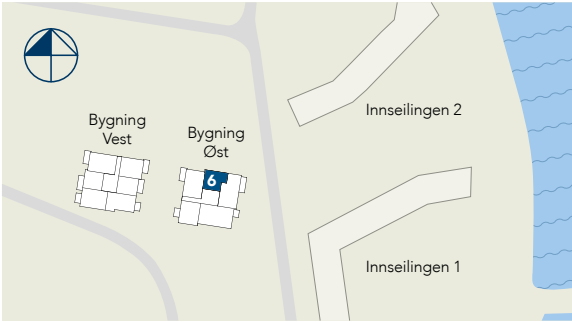 Innseilingen 2
Bygning
Vest
Bygning
Øst
6
Innseilingen 1